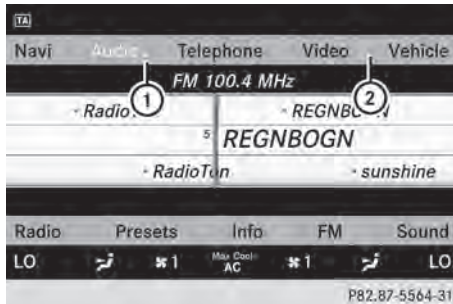 TA
Navi Audio Telephone Video Vehicle
FM 100.4 MHz
1 2
- Radio - REGNBO N
5 REGNBOGN
- RadioTon - sunshine
Radio Presets Info FM Sound
LO 1 Max Cool AC 1 LO
P82.87-5564-31